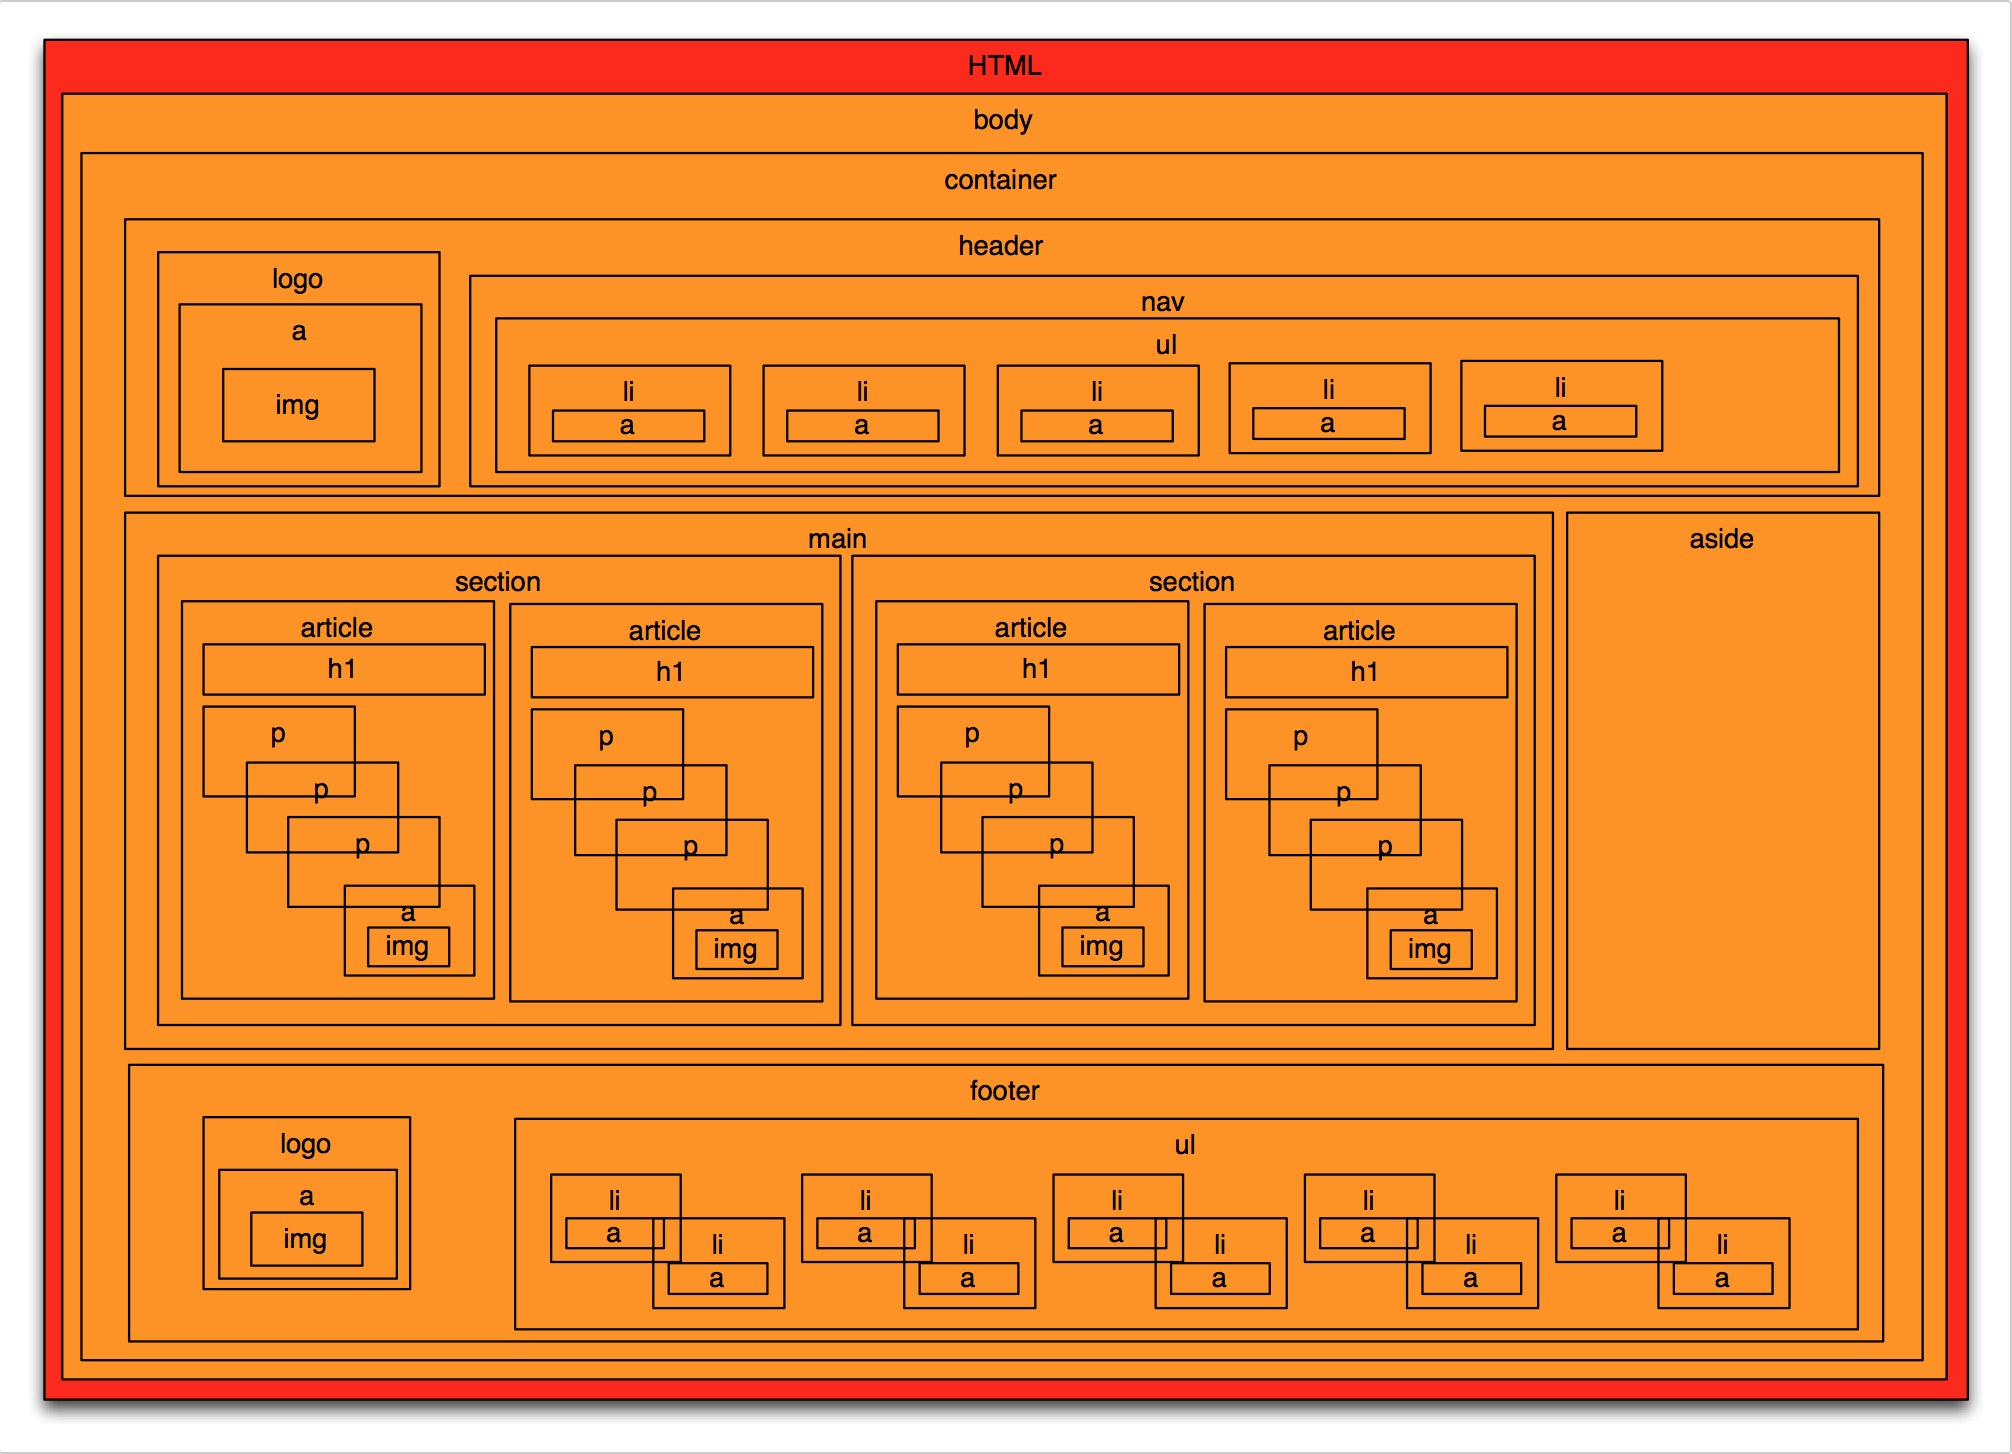 HTML
body
container
header
logo
a
img
nav
ul
li li li li li
a a a a a
main
section
article
h1
p
p
p
a
img
article
h1
p
p
p
a
img
section
article
h1
p
p
p
a
img
article
h1
p
p
p
a
img
aside
footer
logo
a
img
ul
li li li li li
a a a a a
li li li li li
a a a a a